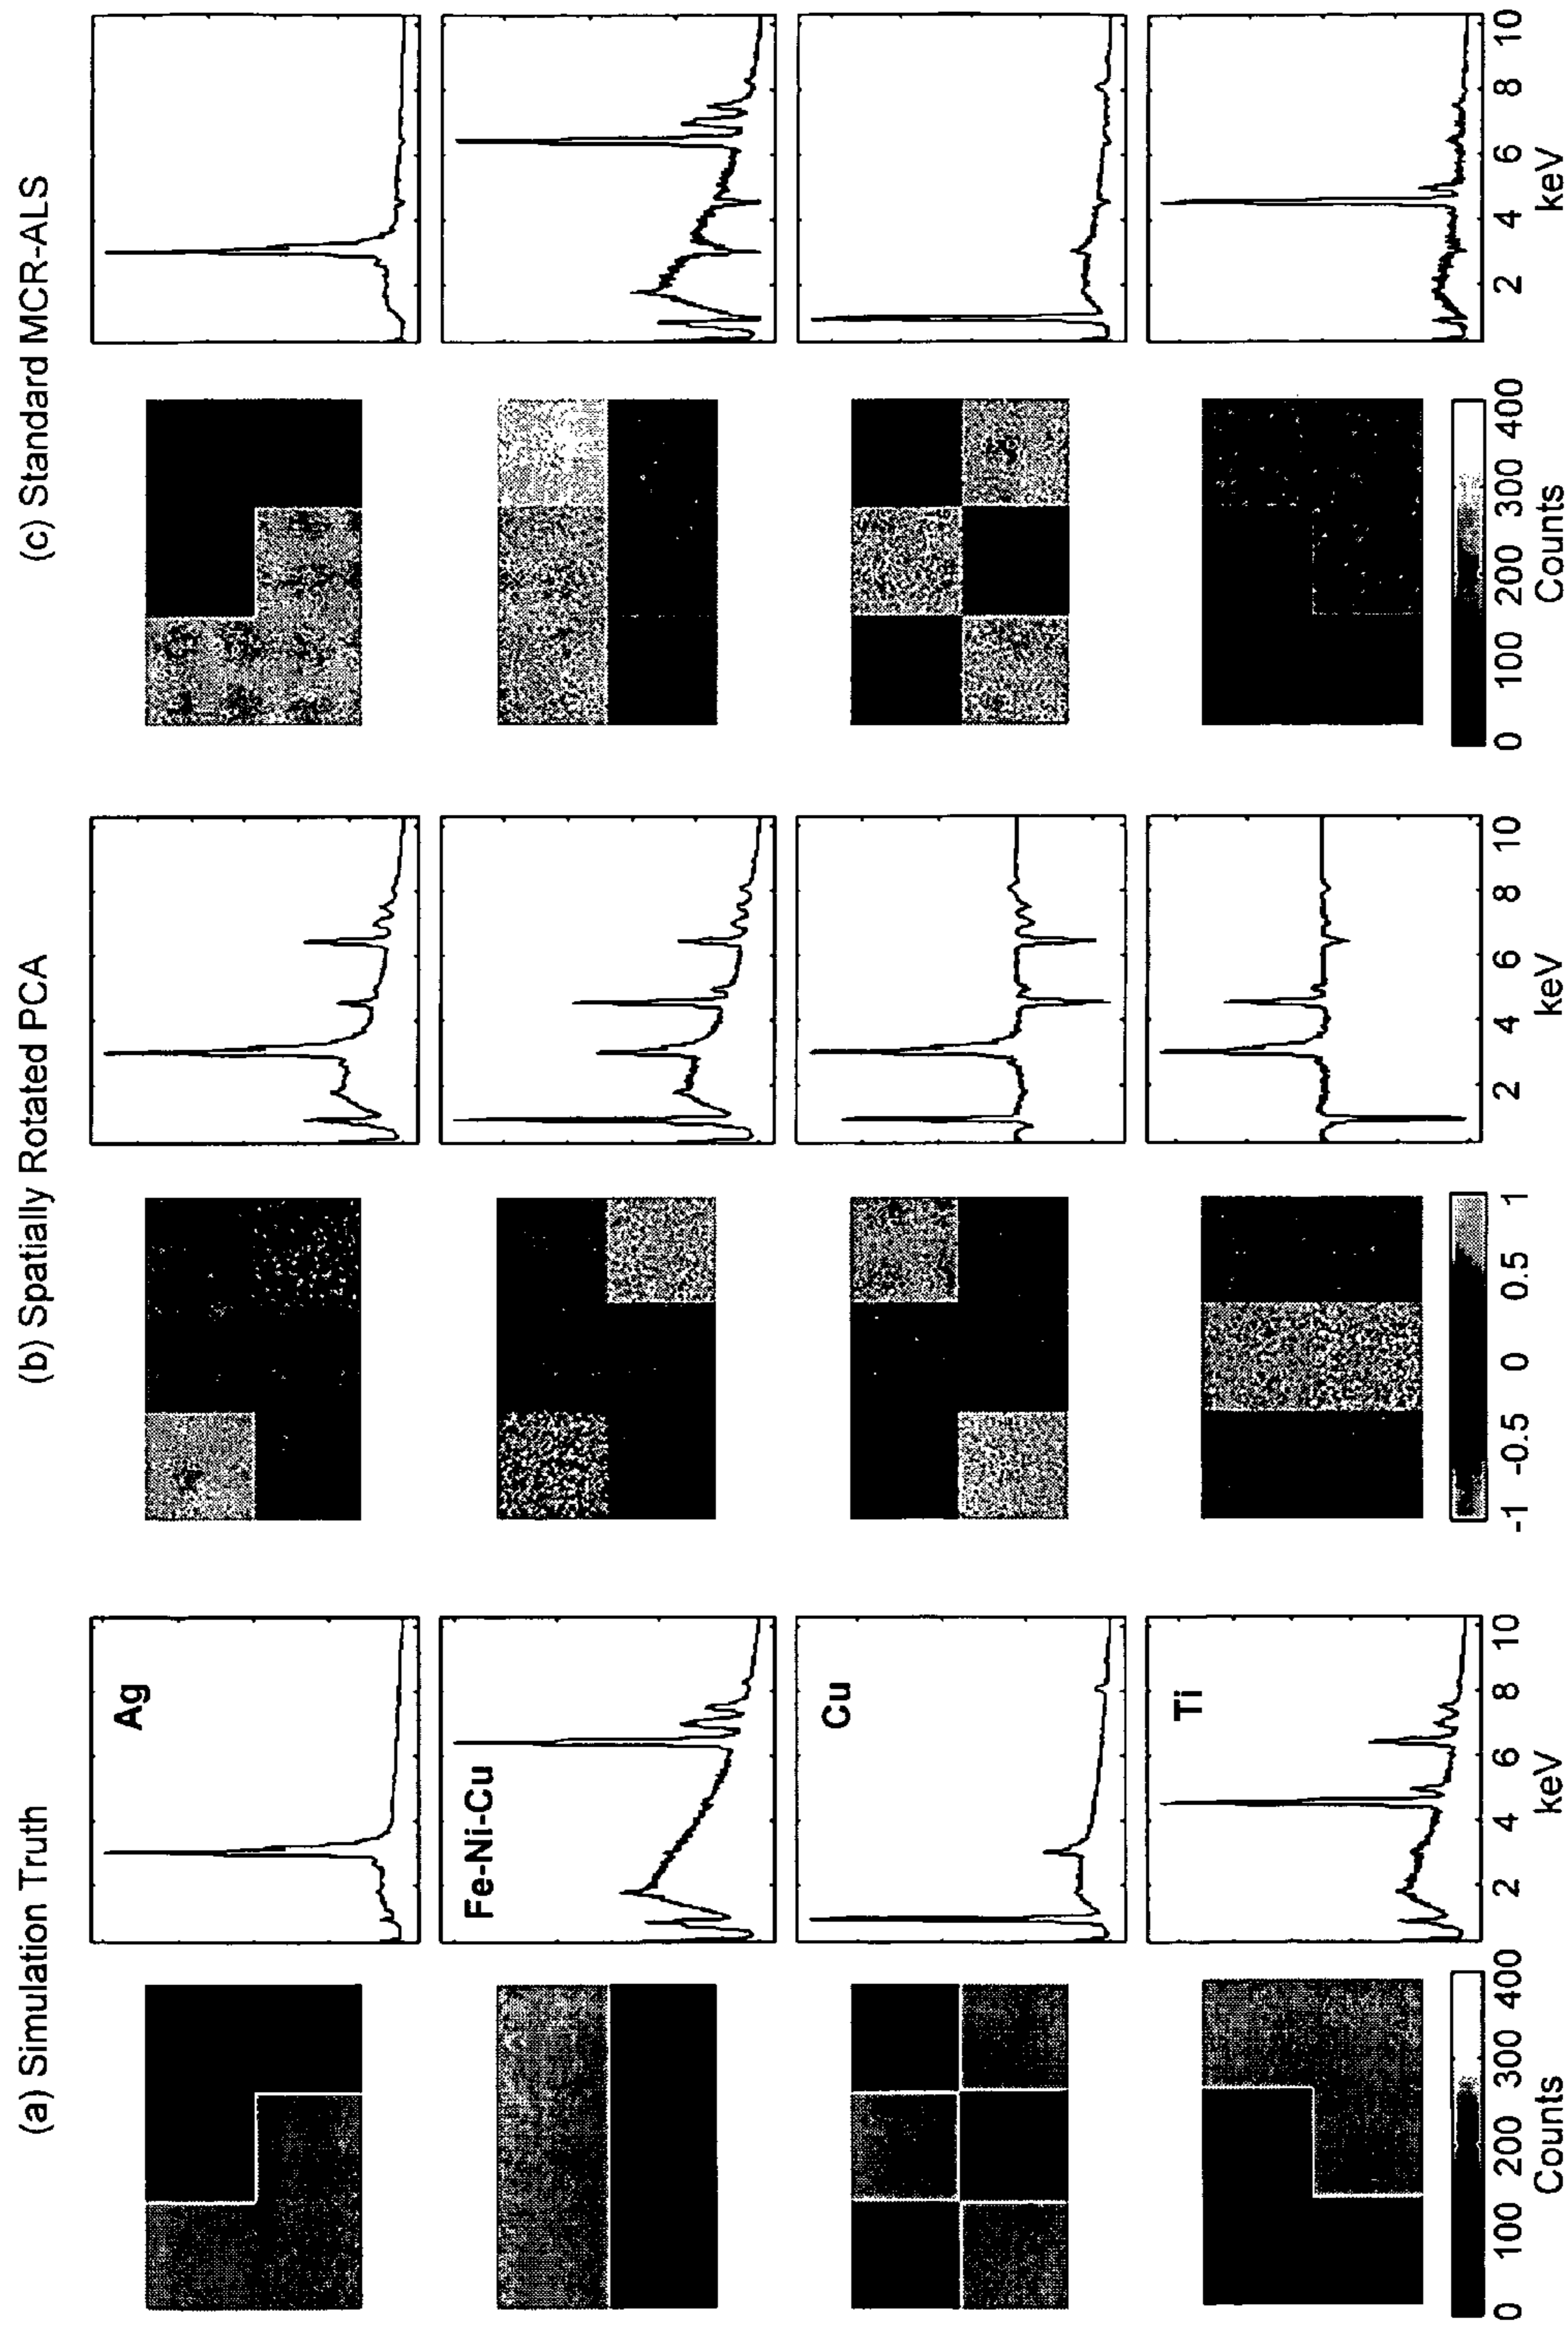 (a) Simulation Truth
Ag
Fe-Ni-Cu
Cu
Ti
0 100 200 300 400
Counts
2 4 6 8 10
keV
(b) Spatially Rotated PCA
-1 -0.5 0 0.5 1
2 4 6 8 10
keV
(c) Standard MCR-ALS
0 100 200 300 400
Counts
2 4 6 8 10
keV